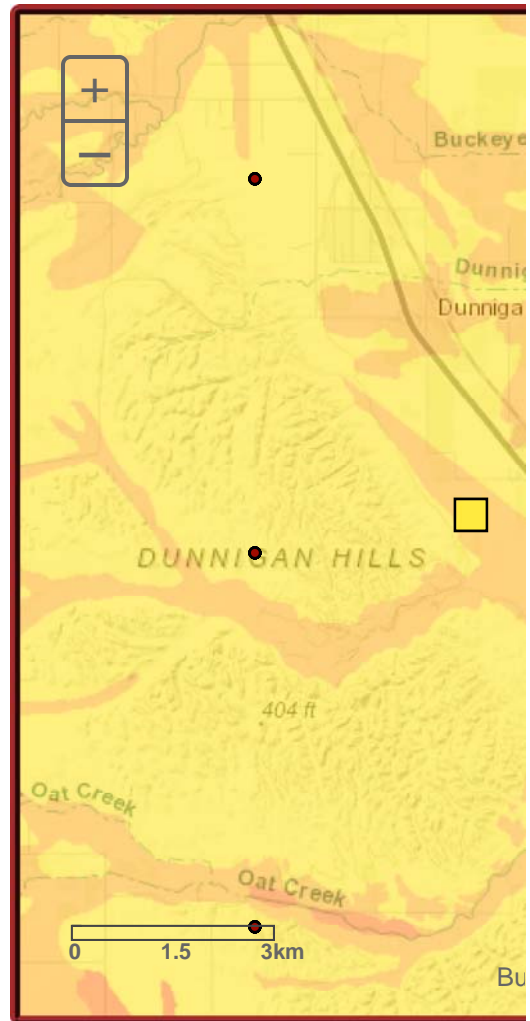 +
−
Buckeye
Dunnig
Dunniga
DUNNIGAN HILLS
404 ft
Oat Creek
Oat Creek
0 1.5 3km
Bu